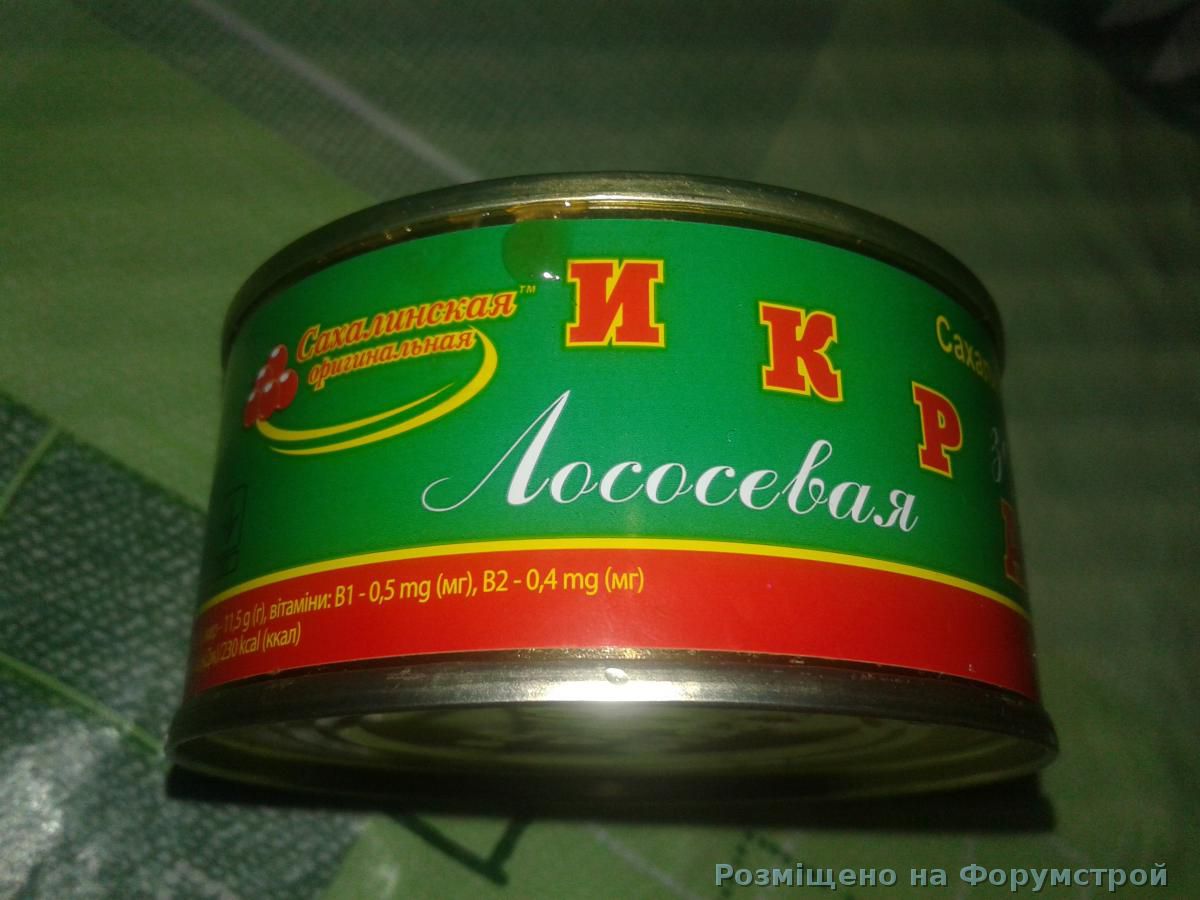 Сахалинская™
оригинальная
И К Р
Лососевая
11,5 g (г), вітаміни: В1 - 0,5 mg (мг), В2 - 0,4 mg (мг)
230 kcal (ккал)
Розміщено на Форумстрой